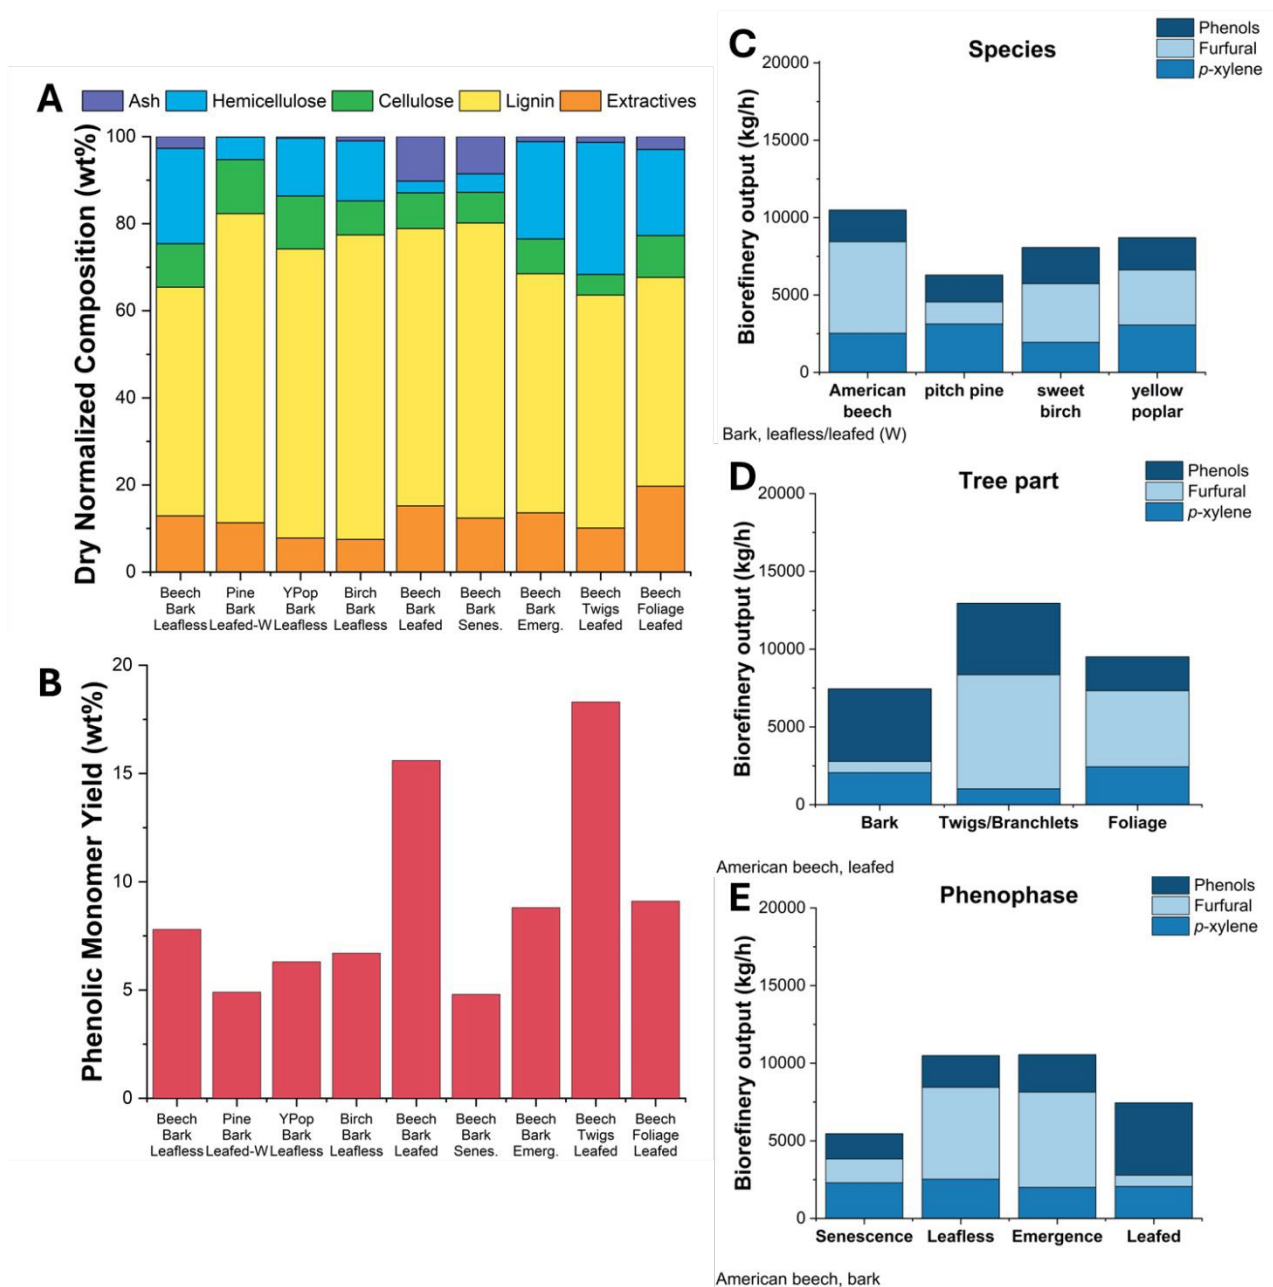 A
Ash Hemicellulose Cellulose Lignin Extractives
Dry Normalized Composition (wt%)
100
80
60
40
20
0
Beech Pine YPop Birch Beech Beech Beech Beech Beech
Bark Bark Bark Bark Bark Bark Bark Twigs Foliage
Leafless Leafed-W Leafless Leafless Leafed Senes. Emerg. Leafed Leafed
B
Phenolic Monomer Yield (wt%)
20
15
10
5
0
Beech Pine YPop Birch Beech Beech Beech Beech Beech
Bark Bark Bark Bark Bark Bark Bark Twigs Foliage
Leafless Leafed-W Leafless Leafless Leafed Senes. Emerg. Leafed Leafed
C
Species
Phenols
Furfural
p-xylene
Biorefinery output (kg/h)
20000
15000
10000
5000
0
American pitch pine sweet yellow
beech birch poplar
Bark, leafless/leafed (W)
D
Tree part
Phenols
Furfural
p-xylene
Biorefinery output (kg/h)
20000
15000
10000
5000
0
Bark Twigs/Branchlets Foliage
American beech, leafed
E
Phenophase
Phenols
Furfural
p-xylene
Biorefinery output (kg/h)
20000
15000
10000
5000
0
Senescence Leafless Emergence Leafed
American beech, bark